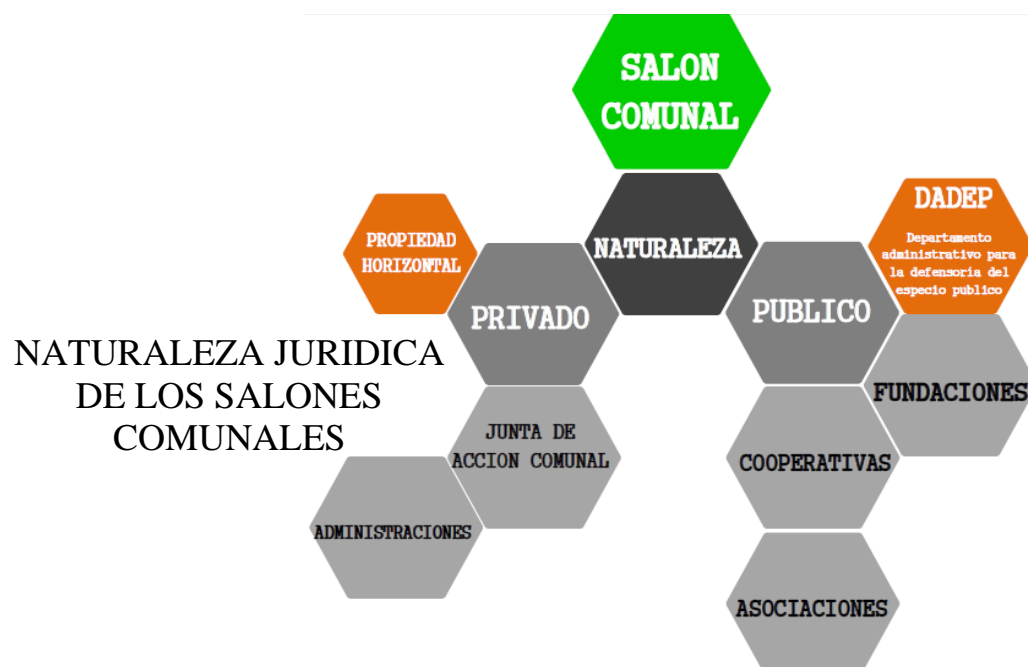 SALON
COMUNAL
NATURALEZA
PROPIEDAD
HORIZONTAL
PRIVADO
PUBLICO
DADEP
Departamento
administrativo para
la defensoria del
especio publico
NATURALEZA JURIDICA
DE LOS SALONES
COMUNALES
JUNTA DE
ACCION COMUNAL
ADMINISTRACIONES
FUNDACIONES
COOPERATIVAS
ASOCIACIONES